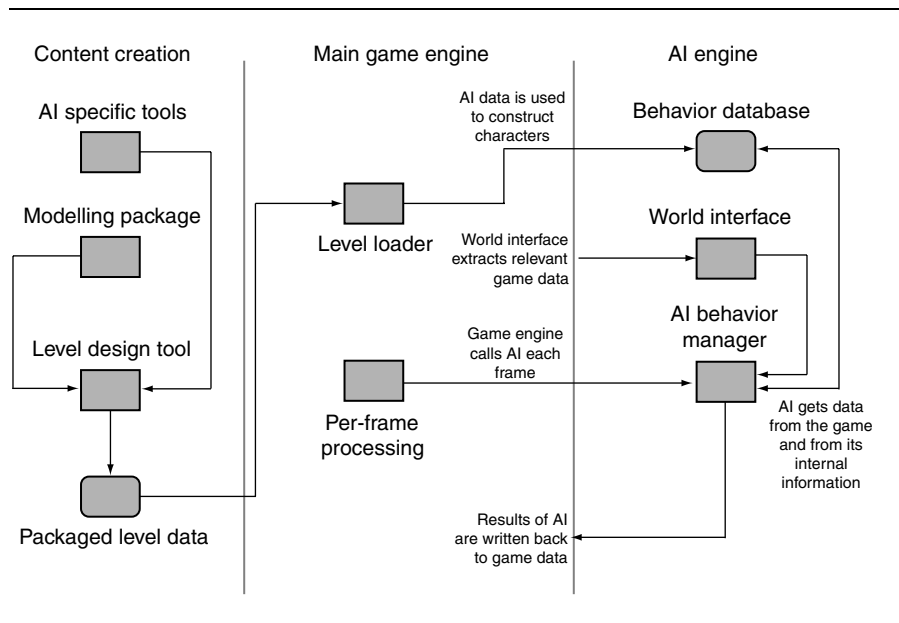 Content creation
AI specific tools
Modelling package
Level design tool
Packaged level data
Main game engine
AI data is used
to construct
characters
Level loader
World interface
extracts relevant
game data
Game engine
calls AI each
frame
Per-frame
processing
Results of AI
are written back
to game data
AI engine
Behavior database
World interface
AI behavior
manager
AI gets data
from the game
and from its
internal
information